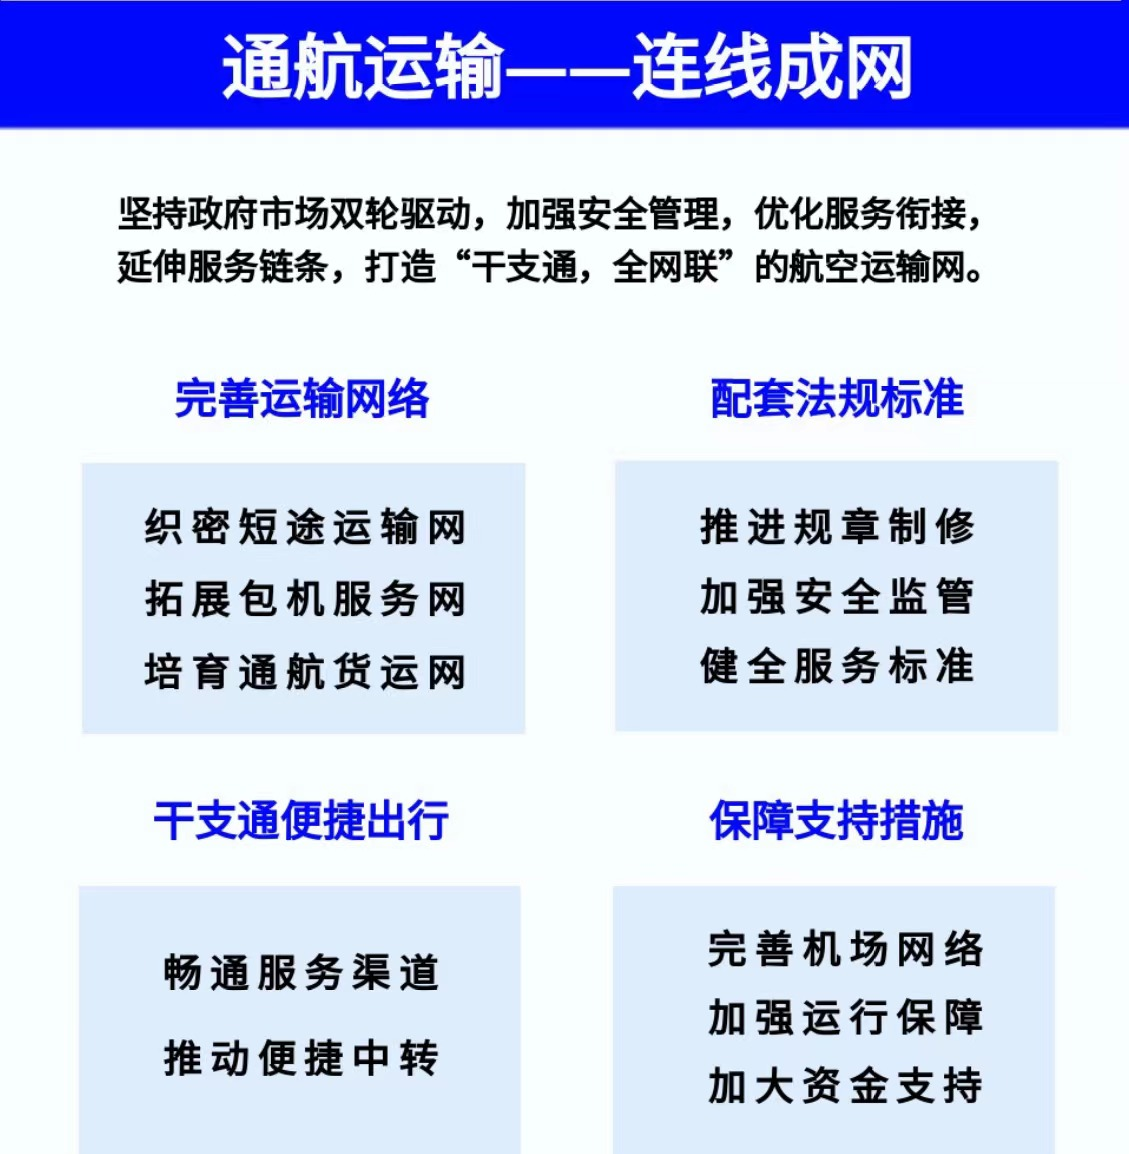 通航运输——连线成网
坚持政府市场双轮驱动，加强安全管理，优化服务衔接，
延伸服务链条，打造“干支通，全网联”的航空运输网。
完善运输网络
织密短途运输网
拓展包机服务网
培育通航货运网
配套法规标准
推进规章制修
加强安全监管
健全服务标准
干支通便捷出行
畅通服务渠道
推动便捷中转
保障支持措施
完善机场网络
加强运行保障
加大资金支持